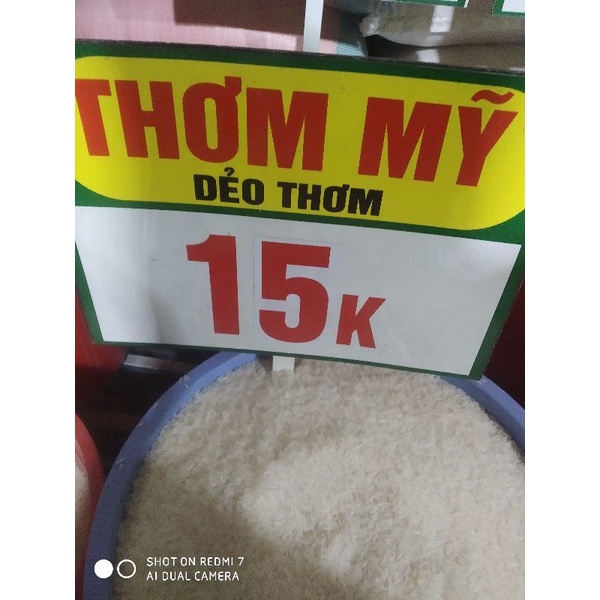 THƠM MỸ
DẺO THƠM
15K
SHOT ON REDMI 7
AI DUAL CAMERA